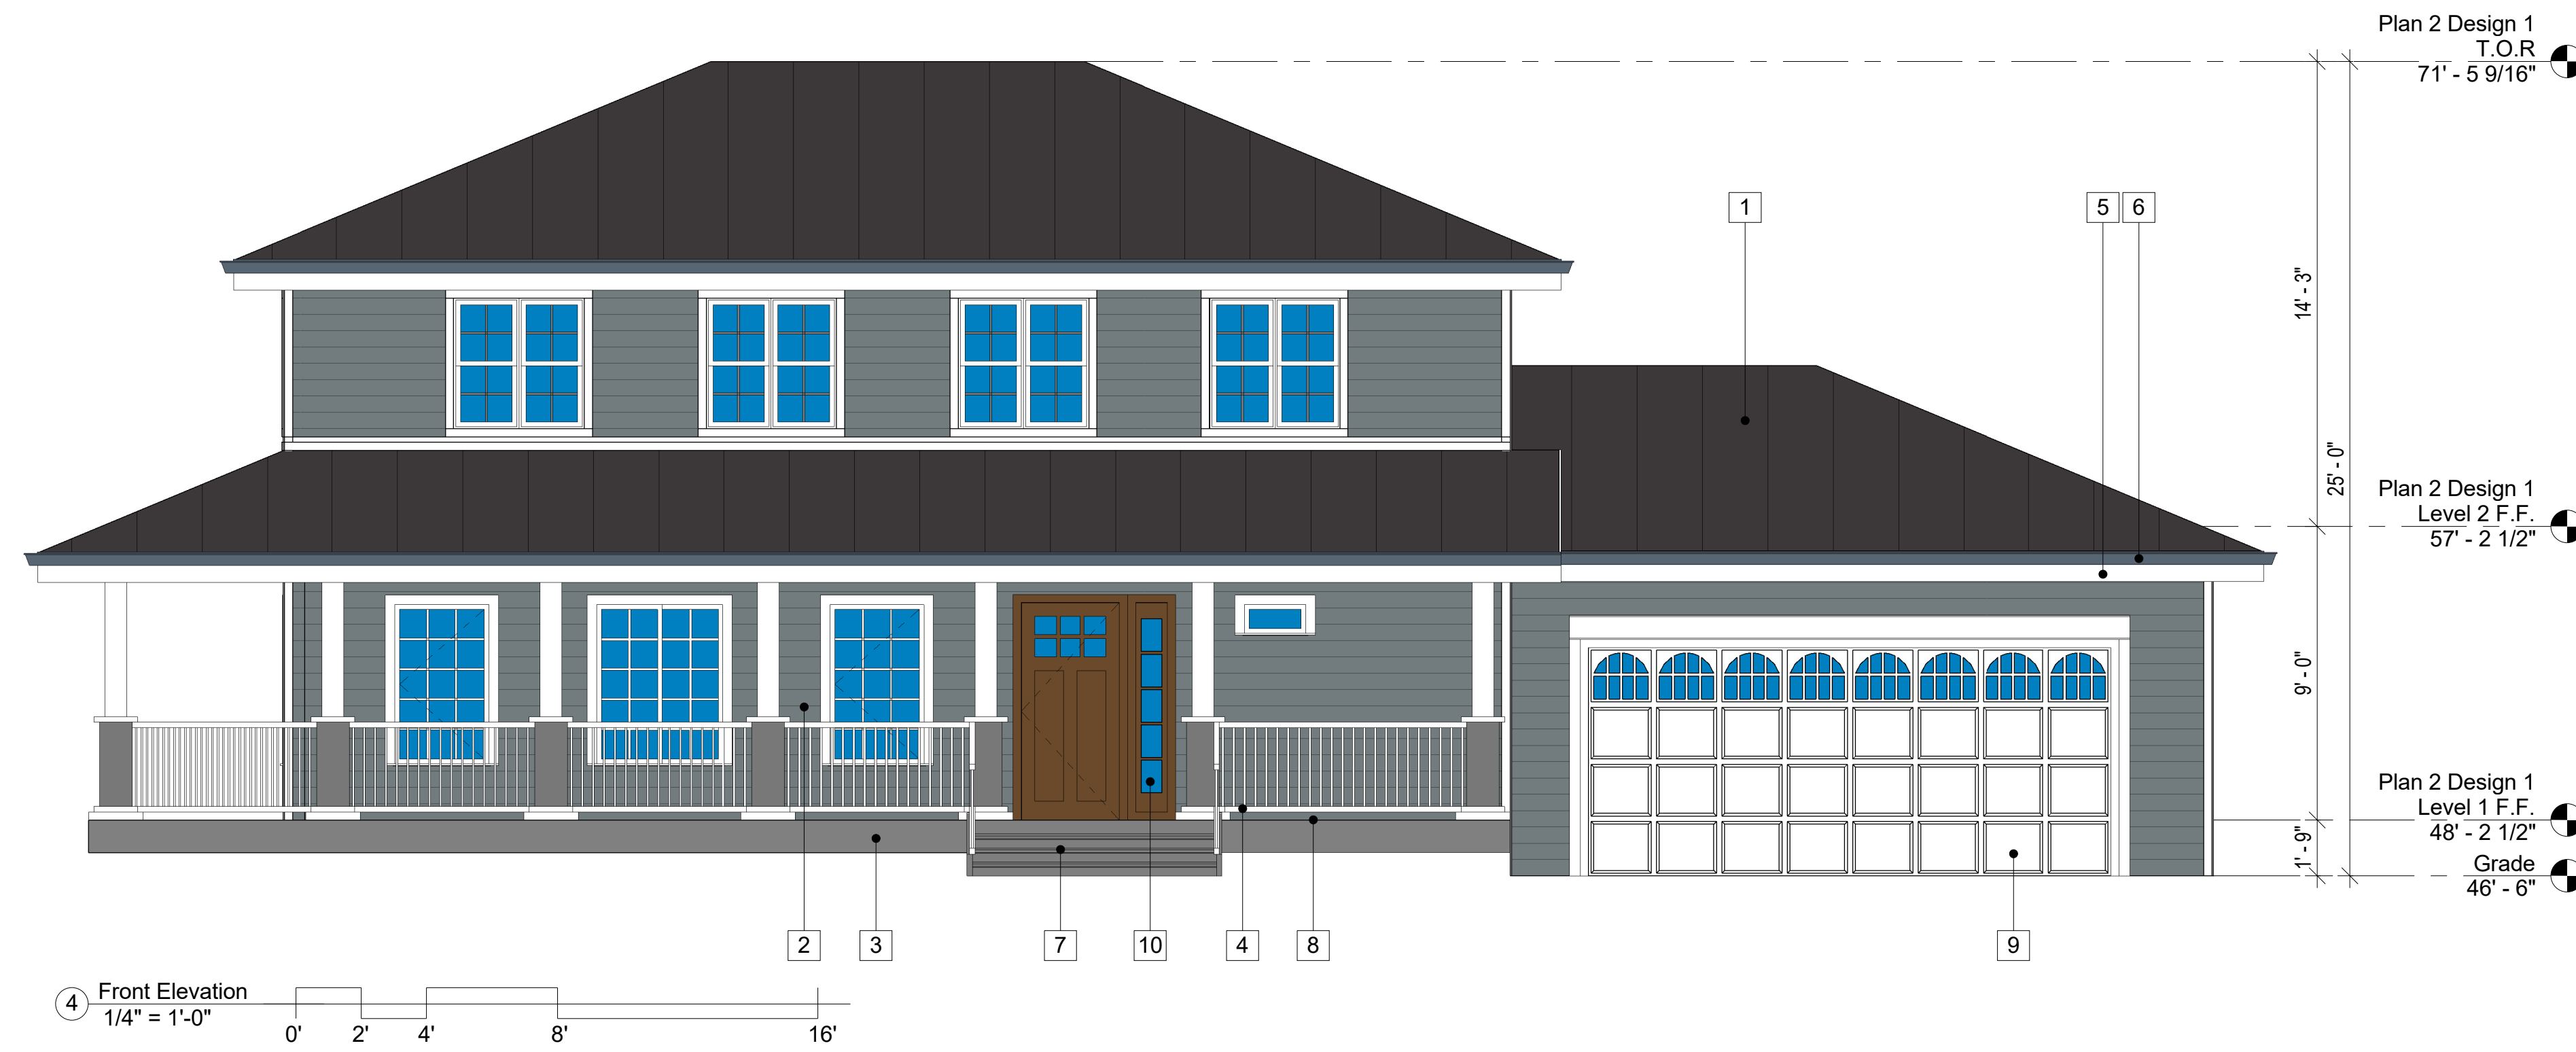 Plan 2 Design 1
T.O.R
71' - 5 9/16"
1
5
6
14' - 3"
25' - 0"
Plan 2 Design 1
Level 2 F.F.
57' - 2 1/2"
9' - 0"
Plan 2 Design 1
Level 1 F.F.
48' - 2 1/2"
1' - 9"
Grade
46' - 6"
2
3
7
10
4
8
9
4
Front Elevation
1/4" = 1'-0"
0'
2'
4'
8'
16'